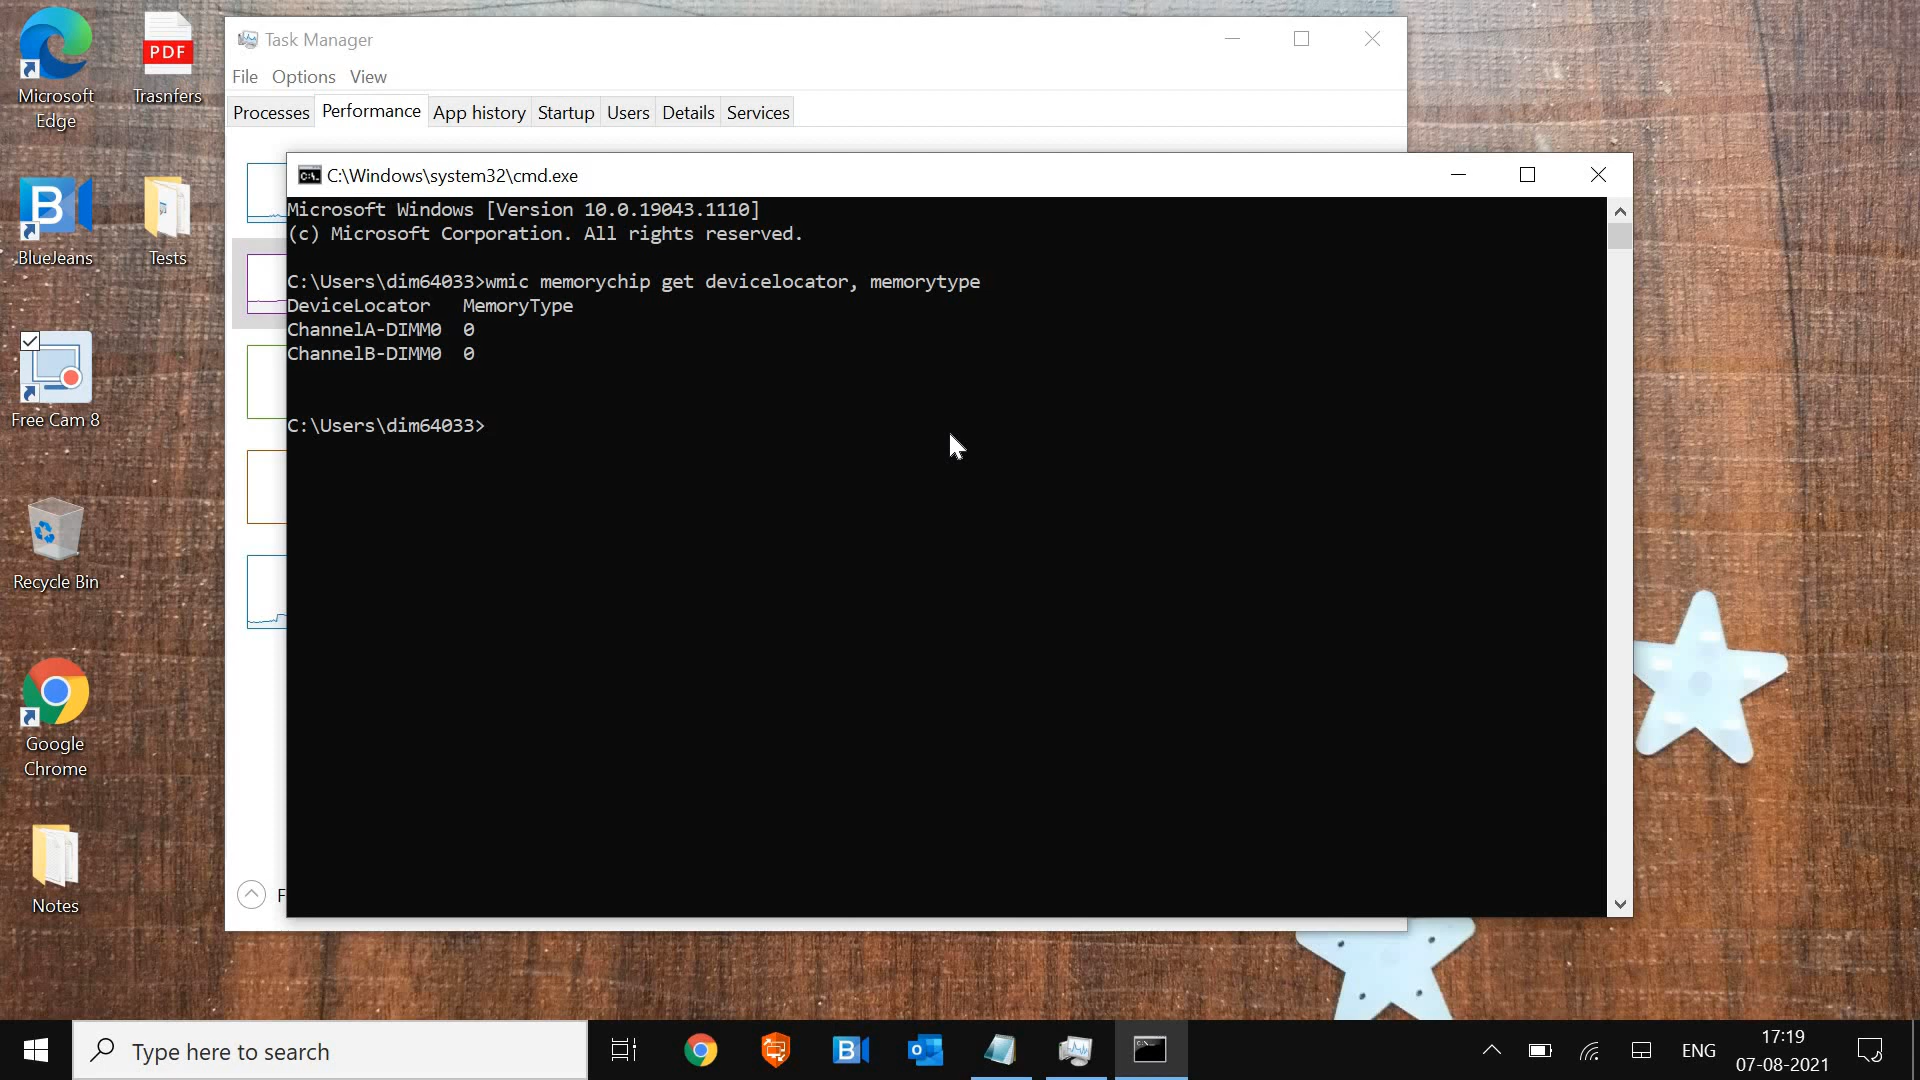 Microsoft
Edge
PDF
Trasnfers
BlueJeans
Tests
Free Cam 8
Recycle Bin
Google
Chrome
Notes
Task Manager
File Options View
Processes Performance App history Startup Users Details Services
F
C:\Windows\system32\cmd.exe
Microsoft Windows [Version 10.0.19043.1110]
(c) Microsoft Corporation. All rights reserved.
C:\Users\dim64033>wmic memorychip get devicelocator, memorytype
DeviceLocator MemoryType
ChannelA-DIMM0 0
ChannelB-DIMM0 0
C:\Users\dim64033>
Type here to search
ENG
17:19
07-08-2021